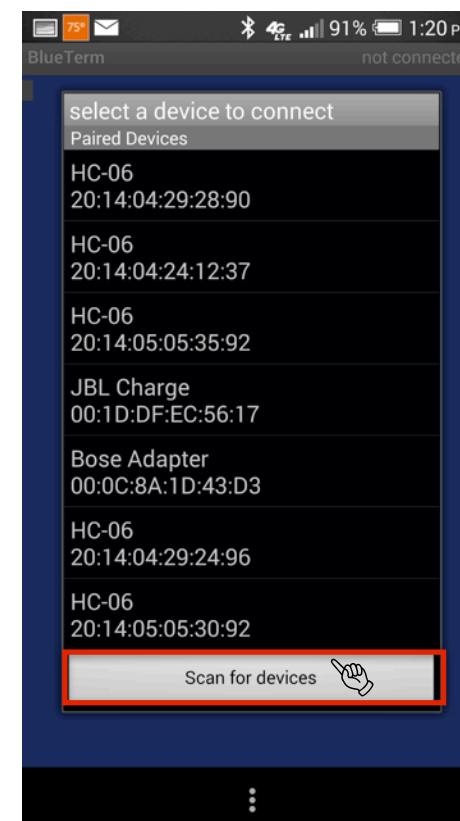 75° 4G LTE 91% 1:20 P
BlueTerm not connecte
select a device to connect
Paired Devices
HC-06
20:14:04:29:28:90
HC-06
20:14:04:24:12:37
HC-06
20:14:05:05:35:92
JBL Charge
00:1D:DF:EC:56:17
Bose Adapter
00:0C:8A:1D:43:D3
HC-06
20:14:04:29:24:96
HC-06
20:14:05:05:30:92
Scan for devices